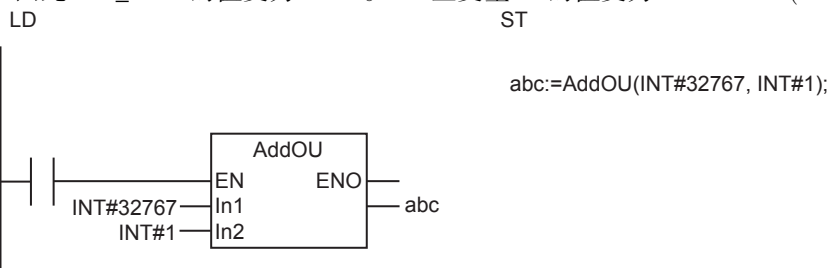 LD
ST
abc:=AddOU(INT#32767, INT#1);
AddOU
EN
ENO
INT#32767
In1
abc
INT#1
In2